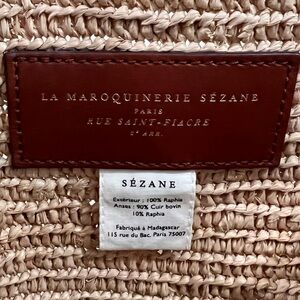 LA MAROQUINERIE SÉZANE
PARIS
RUE SAINT-FIACRE
2e ARR.
SÉZANE
Extérieur : 100% Raphia
Anses : 90% Cuir bovin
10% Raphia
Fabriqué à Madagascar
115 rue du Bac, Paris 75007